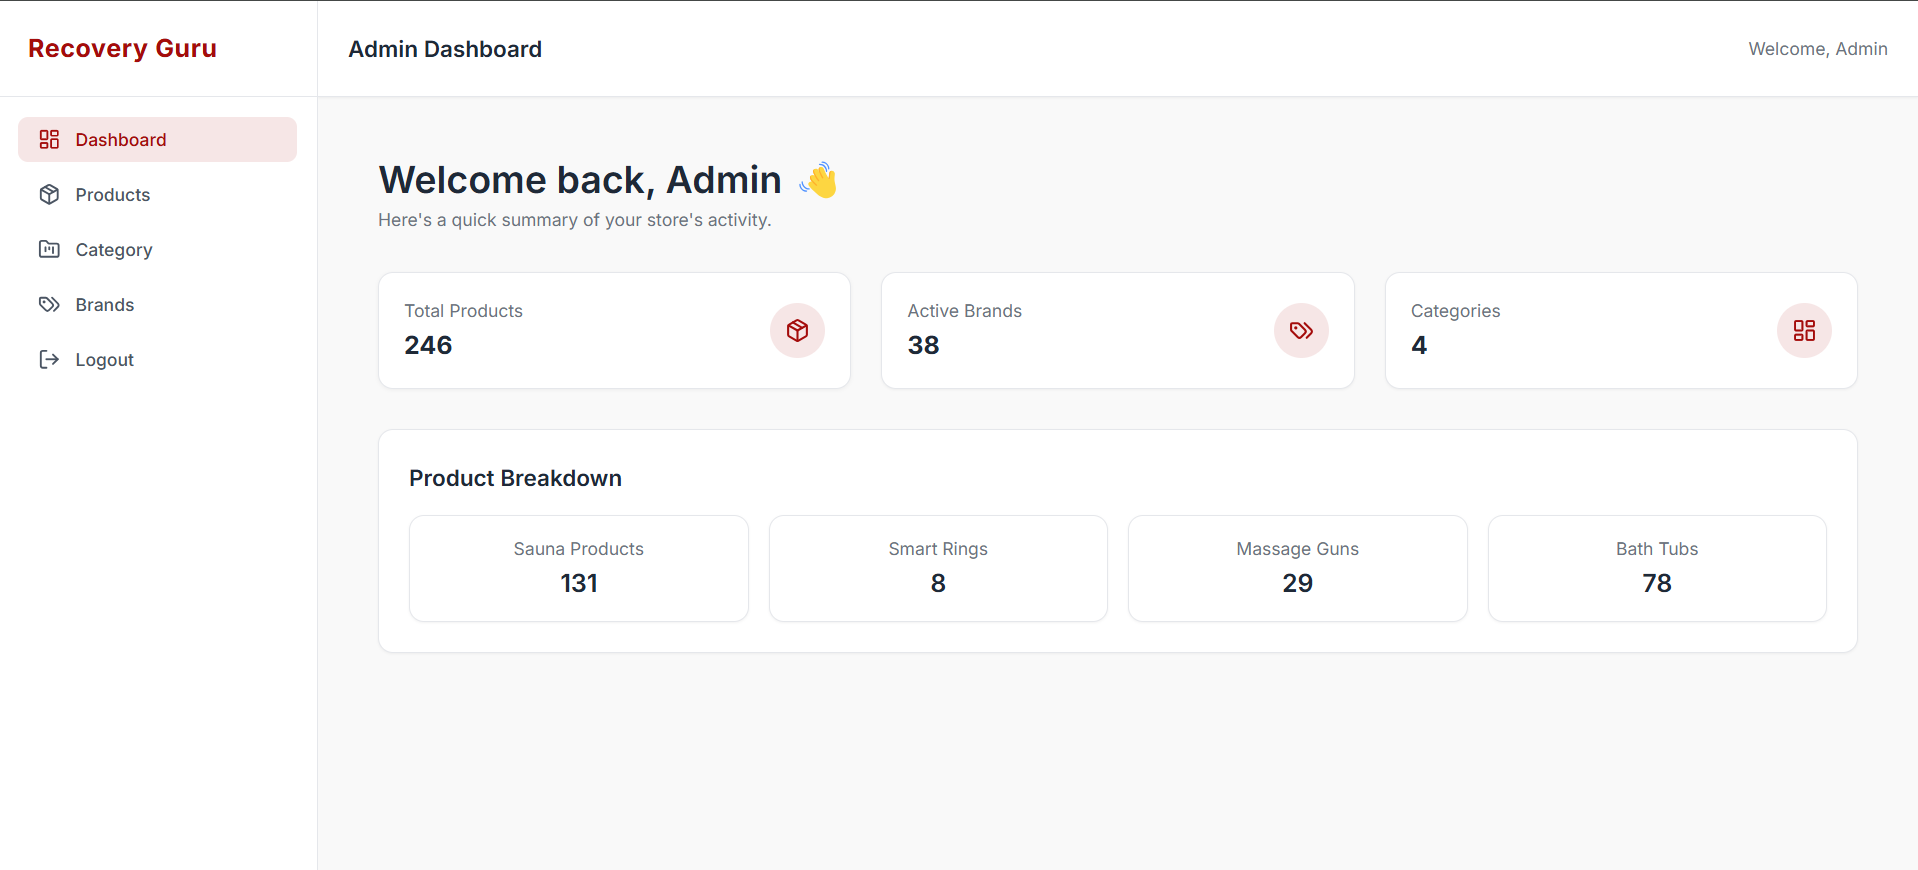 Recovery Guru
Admin Dashboard
Welcome, Admin
Dashboard
Products
Category
Brands
Logout
Welcome back, Admin 👋
Here's a quick summary of your store's activity.
Total Products
246
Active Brands
38
Categories
4
Product Breakdown
Sauna Products
131
Smart Rings
8
Massage Guns
29
Bath Tubs
78